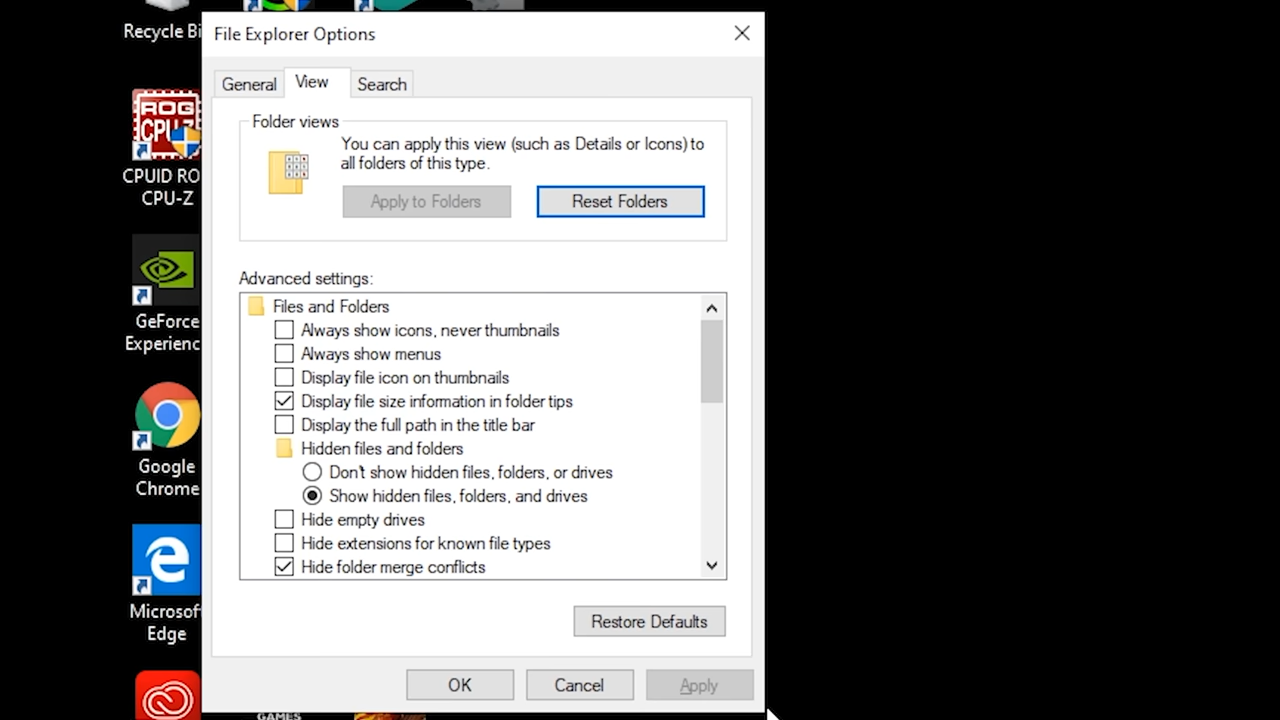 Recycle Bi
File Explorer Options
General
View
Search
Folder views
You can apply this view (such as Details or Icons) to
all folders of this type.
Apply to Folders
Reset Folders
Advanced settings:
Files and Folders
Always show icons, never thumbnails
Always show menus
Display file icon on thumbnails
Display file size information in folder tips
Display the full path in the title bar
Hidden files and folders
Don't show hidden files, folders, or drives
Show hidden files, folders, and drives
Hide empty drives
Hide extensions for known file types
Hide folder merge conflicts
Restore Defaults
OK
Cancel
Apply
ROG
CPU-Z
CPUID RO
CPU-Z
GeForce
Experienc
Google
Chrome
Microsof
Edge
GAMES